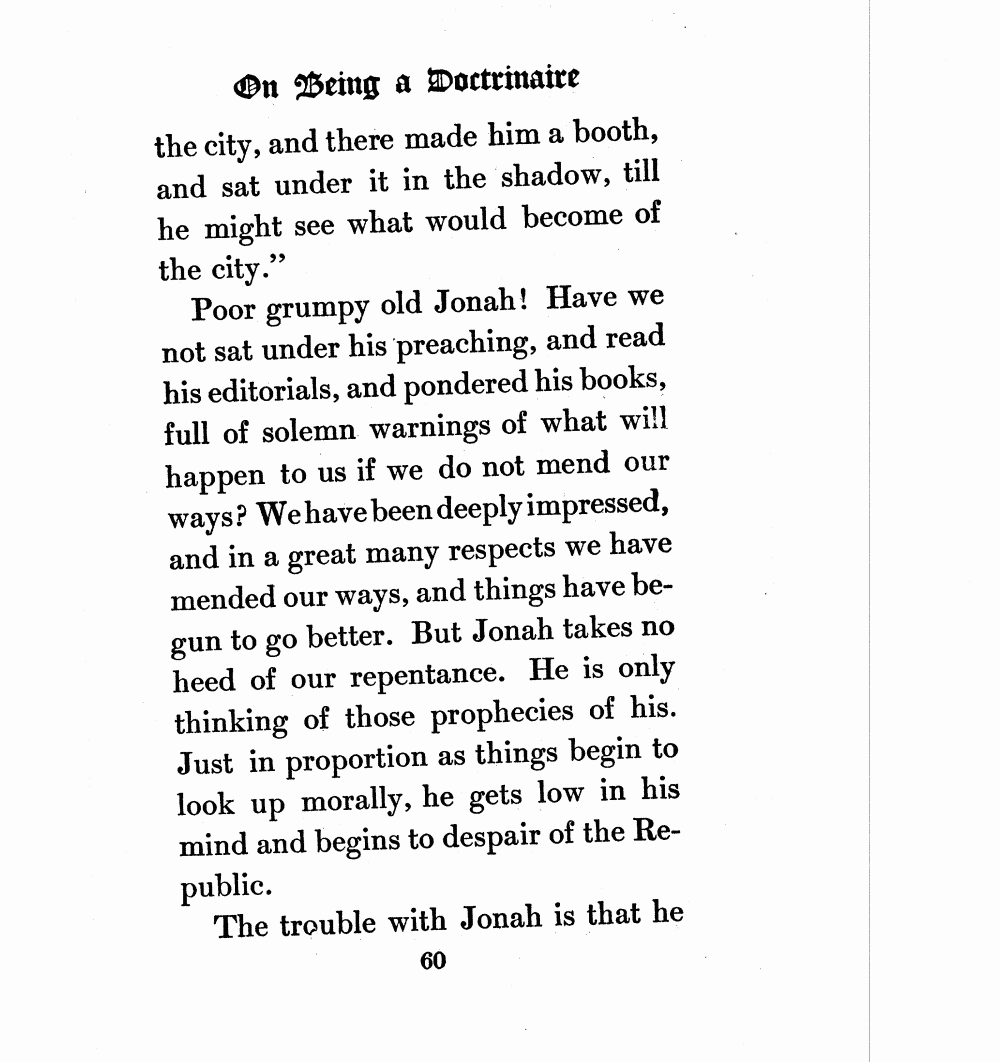 On Being a Doctrinaire
the city, and there made him a booth,
and sat under it in the shadow, till
he might see what would become of
the city.”
Poor grumpy old Jonah! Have we
not sat under his preaching, and read
his editorials, and pondered his books,
full of solemn warnings of what will
happen to us if we do not mend our
ways? We have been deeply impressed,
and in a great many respects we have
mended our ways, and things have be-
gun to go better. But Jonah takes no
heed of our repentance. He is only
thinking of those prophecies of his.
Just in proportion as things begin to
look up morally, he gets low in his
mind and begins to despair of the Re-
public.
The trouble with Jonah is that he
60